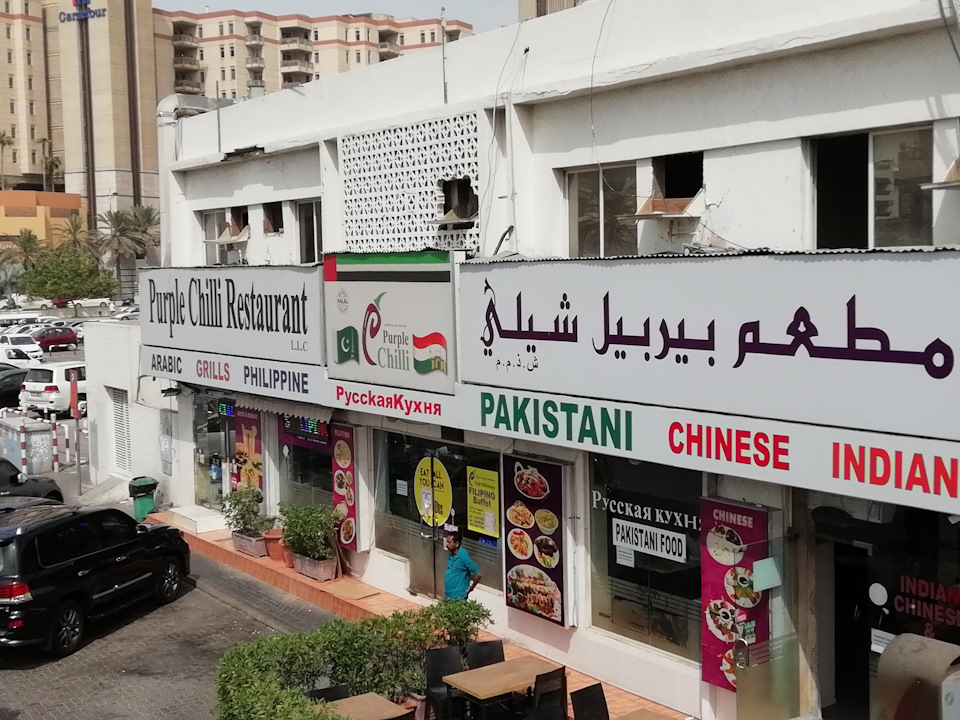 Carrefour
Purple Chilli Restaurant
L.L.C
HALAL
Purple
Chilli
مطعم بيربيل شيلي
ش.ذ.م.م
ARABIC GRILLS PHILIPPINE
РусскаяКухня
PAKISTANI CHINESE INDIAN
EAT ALL
YOU CAN
FILIPINO
Buffet
Русская кухня
PAKISTANI FOOD
CHINESE
INDIAN
CHINESE
&